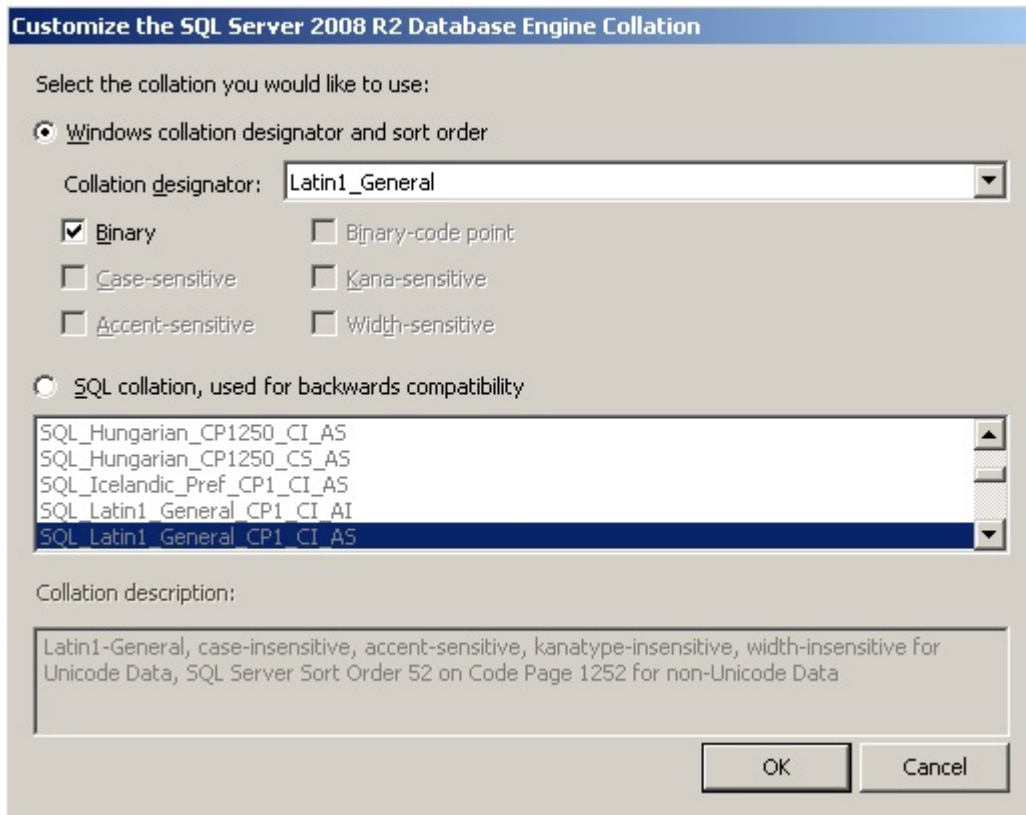 Customize the SQL Server 2008 R2 Database Engine Collation
Select the collation you would like to use:
Windows collation designator and sort order
Collation designator: Latin1_General
Binary Binary-code point
Case-sensitive Kana-sensitive
Accent-sensitive Width-sensitive
SQL collation, used for backwards compatibility
SQL_Hungarian_CP1250_CI_AS
SQL_Hungarian_CP1250_CS_AS
SQL_Icelandic_Pref_CP1_CI_AS
SQL_Latin1_General_CP1_CI_AI
SQL_Latin1_General_CP1_CI_AS
Collation description:
Latin1-General, case-insensitive, accent-sensitive, kanatype-insensitive, width-insensitive for
Unicode Data, SQL Server Sort Order 52 on Code Page 1252 for non-Unicode Data
OK Cancel